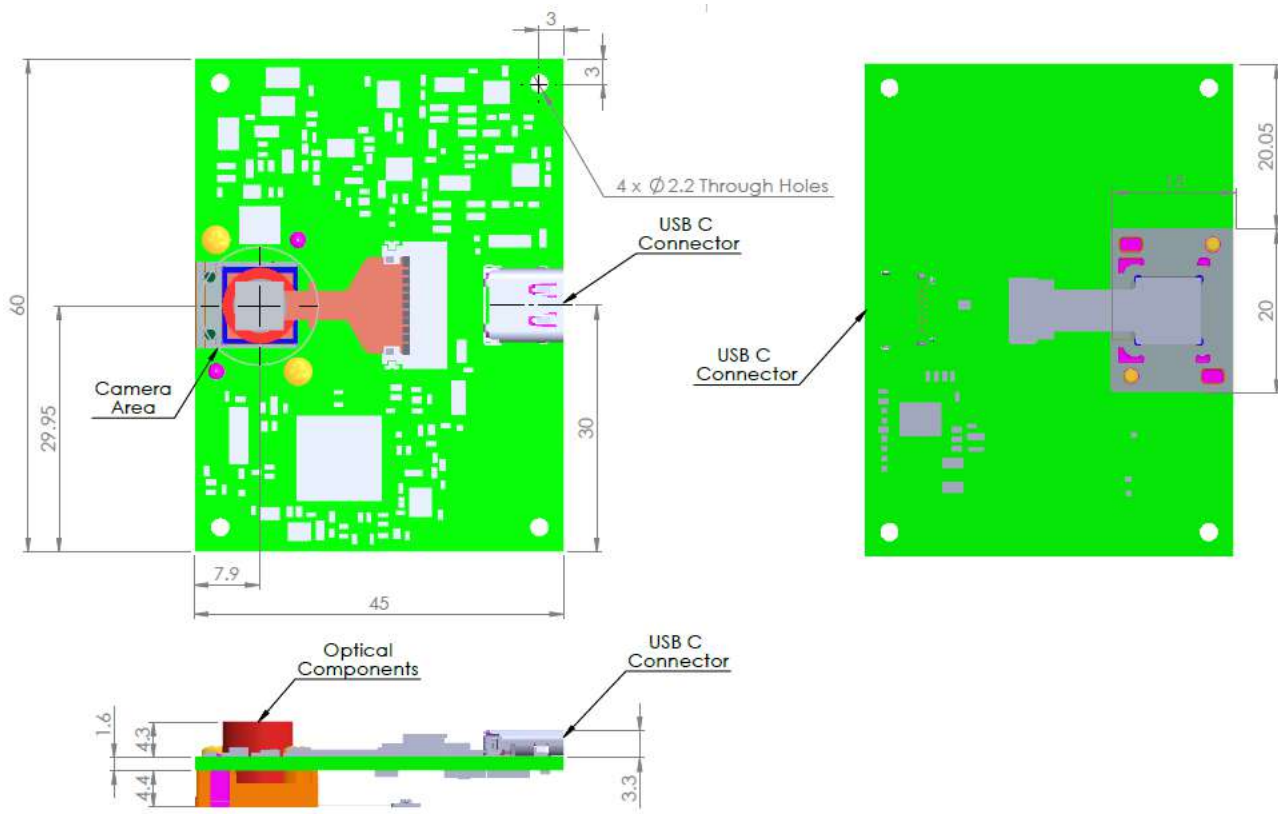 3
3
4 x Ø2.2 Through Holes
USB C
Connector
60
29.95
Camera
Area
30
7.9
45
20.05
20
USB C
Connector
Optical
Components
USB C
Connector
1.6
4.3
4.4
3.3